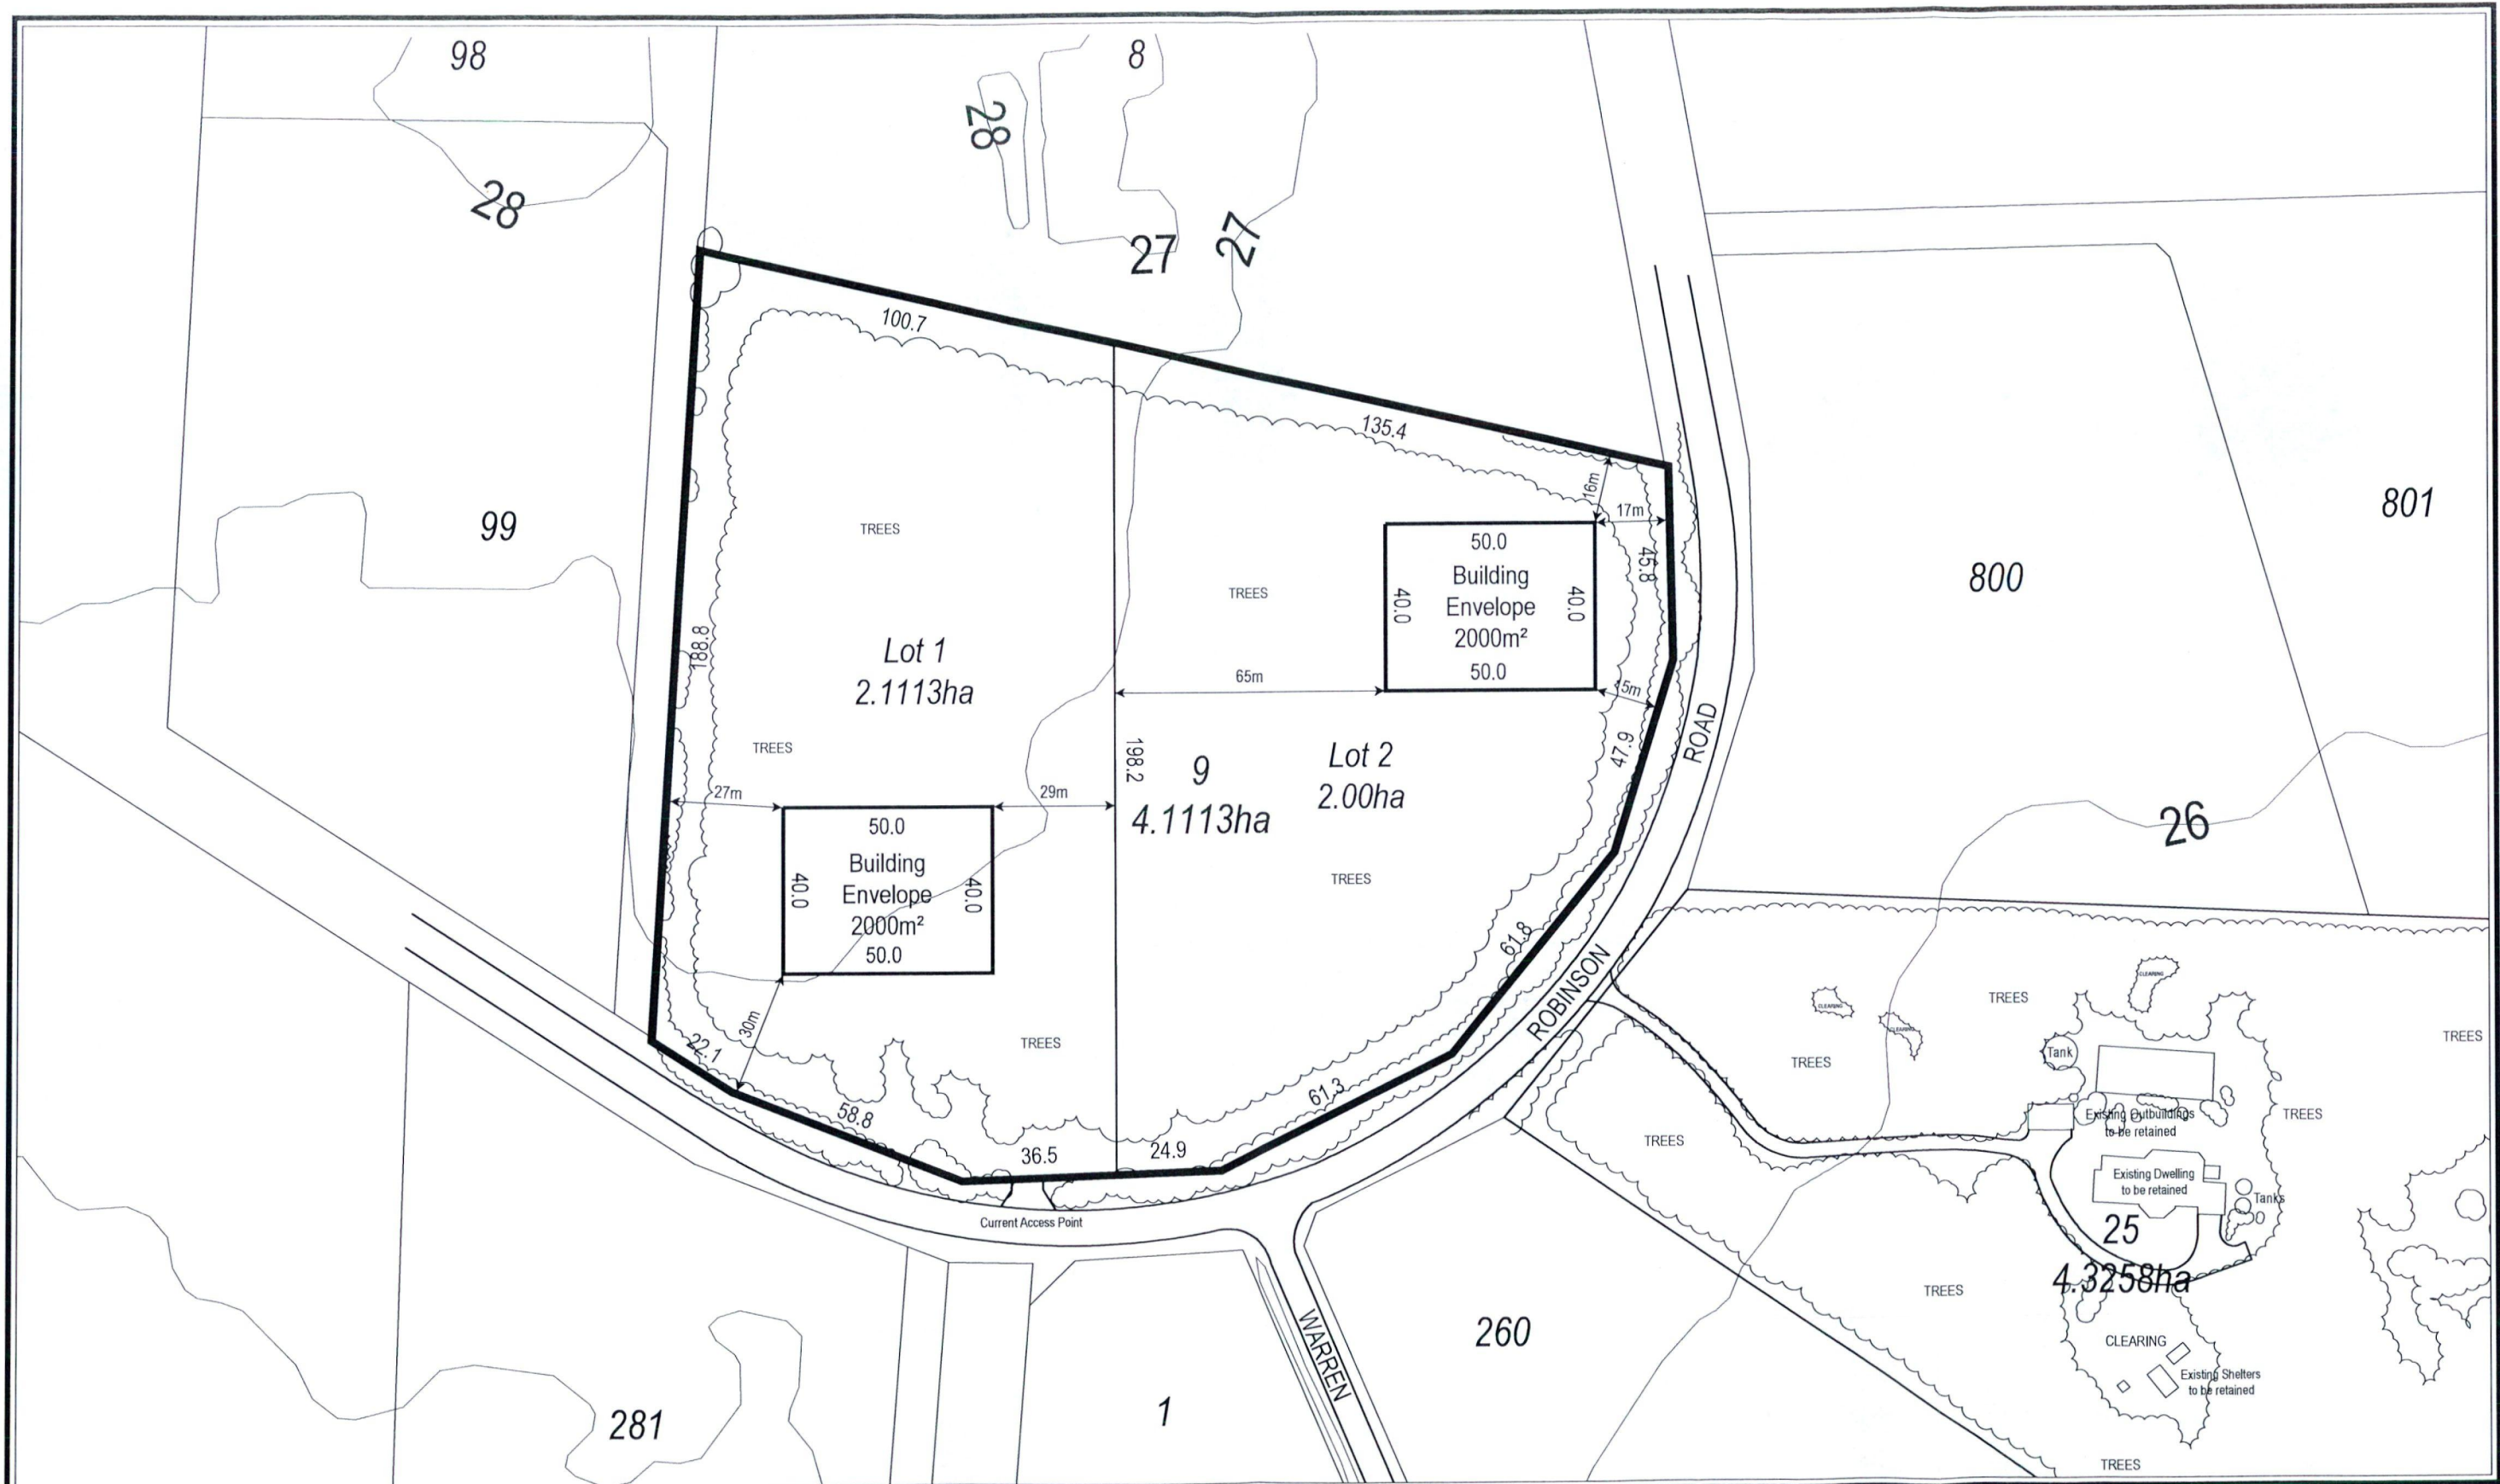 98
8
28
28
27
27
100.7
135.4
16m
17m
801
99
TREES
50.0
45.8
800
Building
Envelope
2000m²
50.0
40.0
40.0
TREES
188.8
Lot 1
2.1113ha
65m
15m
ROAD
TREES
198.2
9
4.1113ha
Lot 2
2.00ha
47.9
27m
29m
26
50.0
Building
Envelope
2000m²
50.0
40.0
40.0
TREES
61.8
ROBINSON
CLEARING
CLEARING
CLEARING
TREES
TREES
TREES
30m
22.1
TREES
Tank
58.8
61.3
Existing Outbuildings
to be retained
TREES
TREES
36.5
24.9
Existing Dwelling
to be retained
Tanks
Current Access Point
25
4.3258ha
TREES
WARREN
260
CLEARING
Existing Shelters
to be retained
281
1
TREES